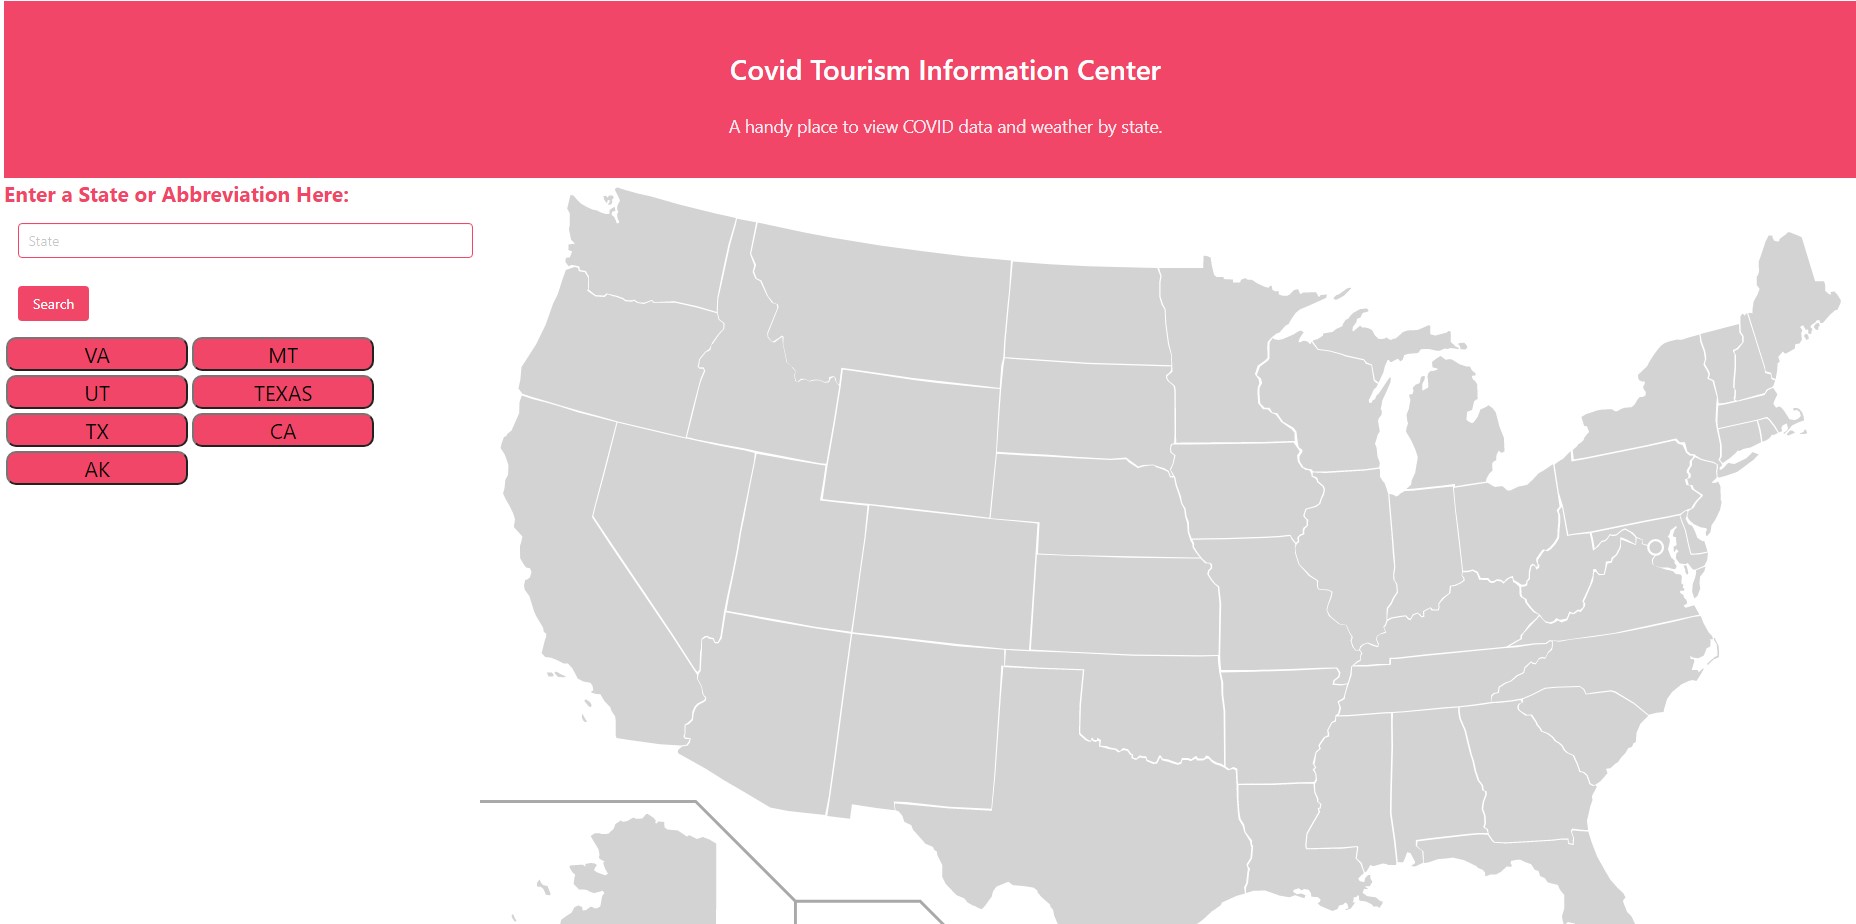 Covid Tourism Information Center
A handy place to view COVID data and weather by state.
Enter a State or Abbreviation Here:
State
Search
VA MT
UT TEXAS
TX CA
AK